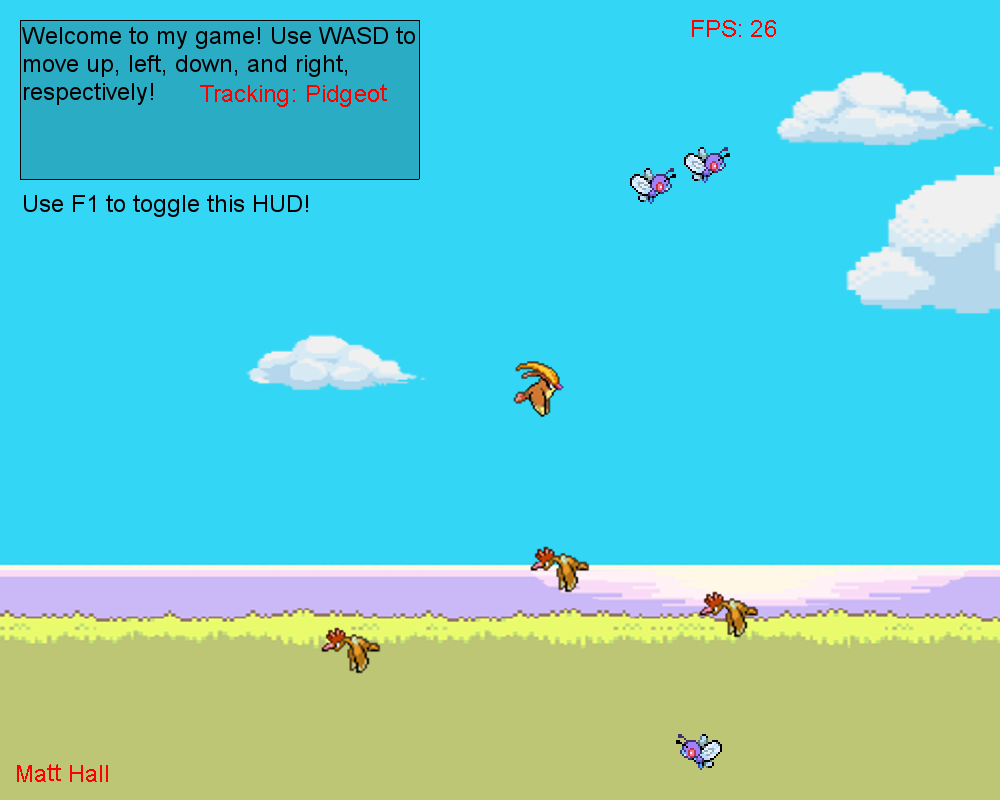 Welcome to my game! Use WASD to
move up, left, down, and right,
respectively!
Tracking: Pidgeot
Use F1 to toggle this HUD!
FPS: 26
Matt Hall